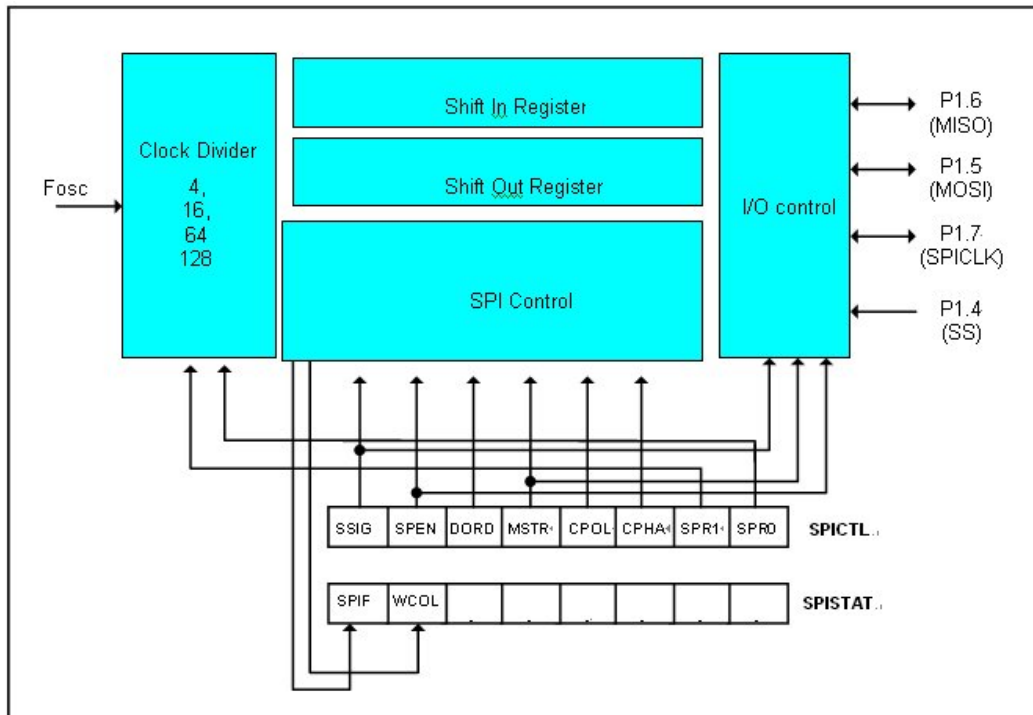 Shift In Register
Clock Divider
4,
16,
64
128
Shift Out Register
Fosc
I/O control
SPI Control
P1.6
(MISO)
P1.5
(MOSI)
P1.7
(SPICLK)
P1.4
(SS)
SSIG SPEN DORD MSTR CPOL CPHA SPR1 SPR0 SPICTL
SPIF WCOL SPISTAT